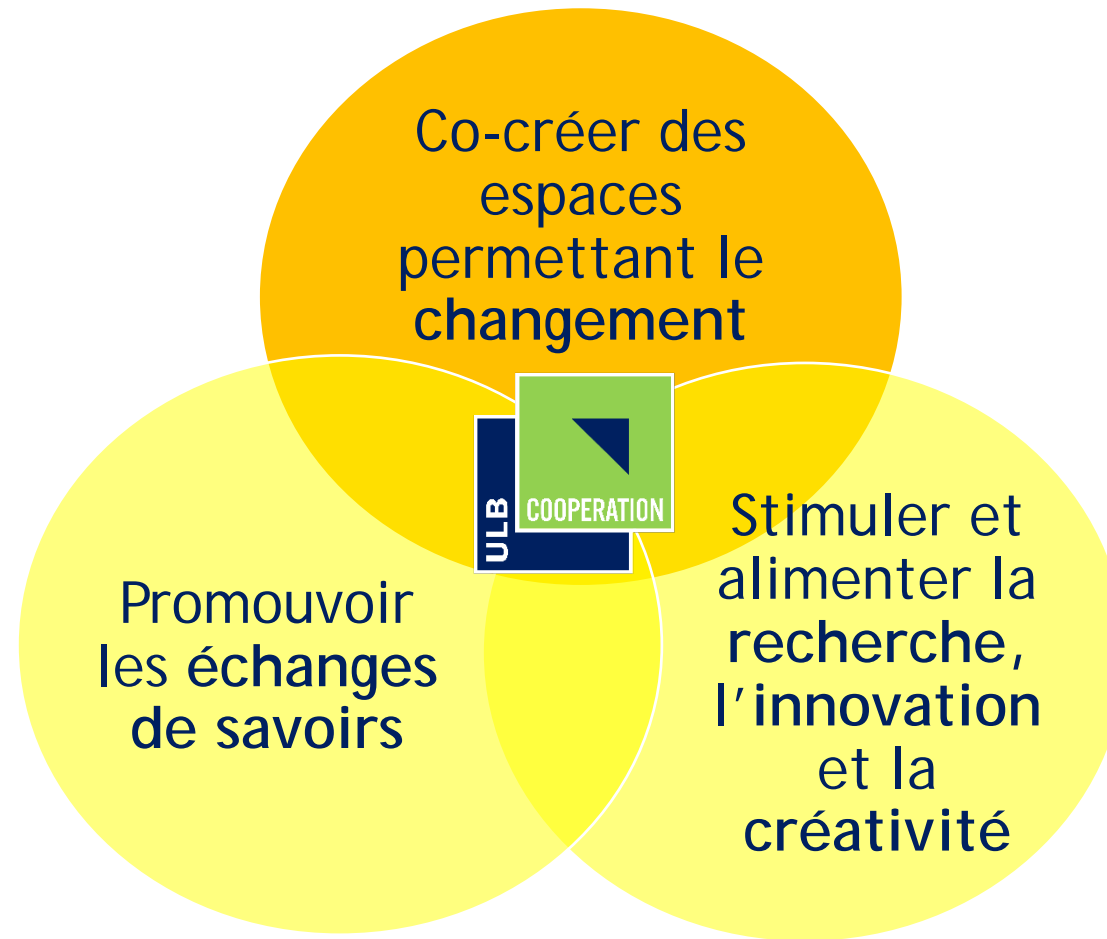 Co-créer des
espaces
permettant le
changement
ULB
COOPERATION
Promouvoir
les échanges
de savoirs
Stimuler et
alimenter la
recherche,
l’innovation
et la
créativité